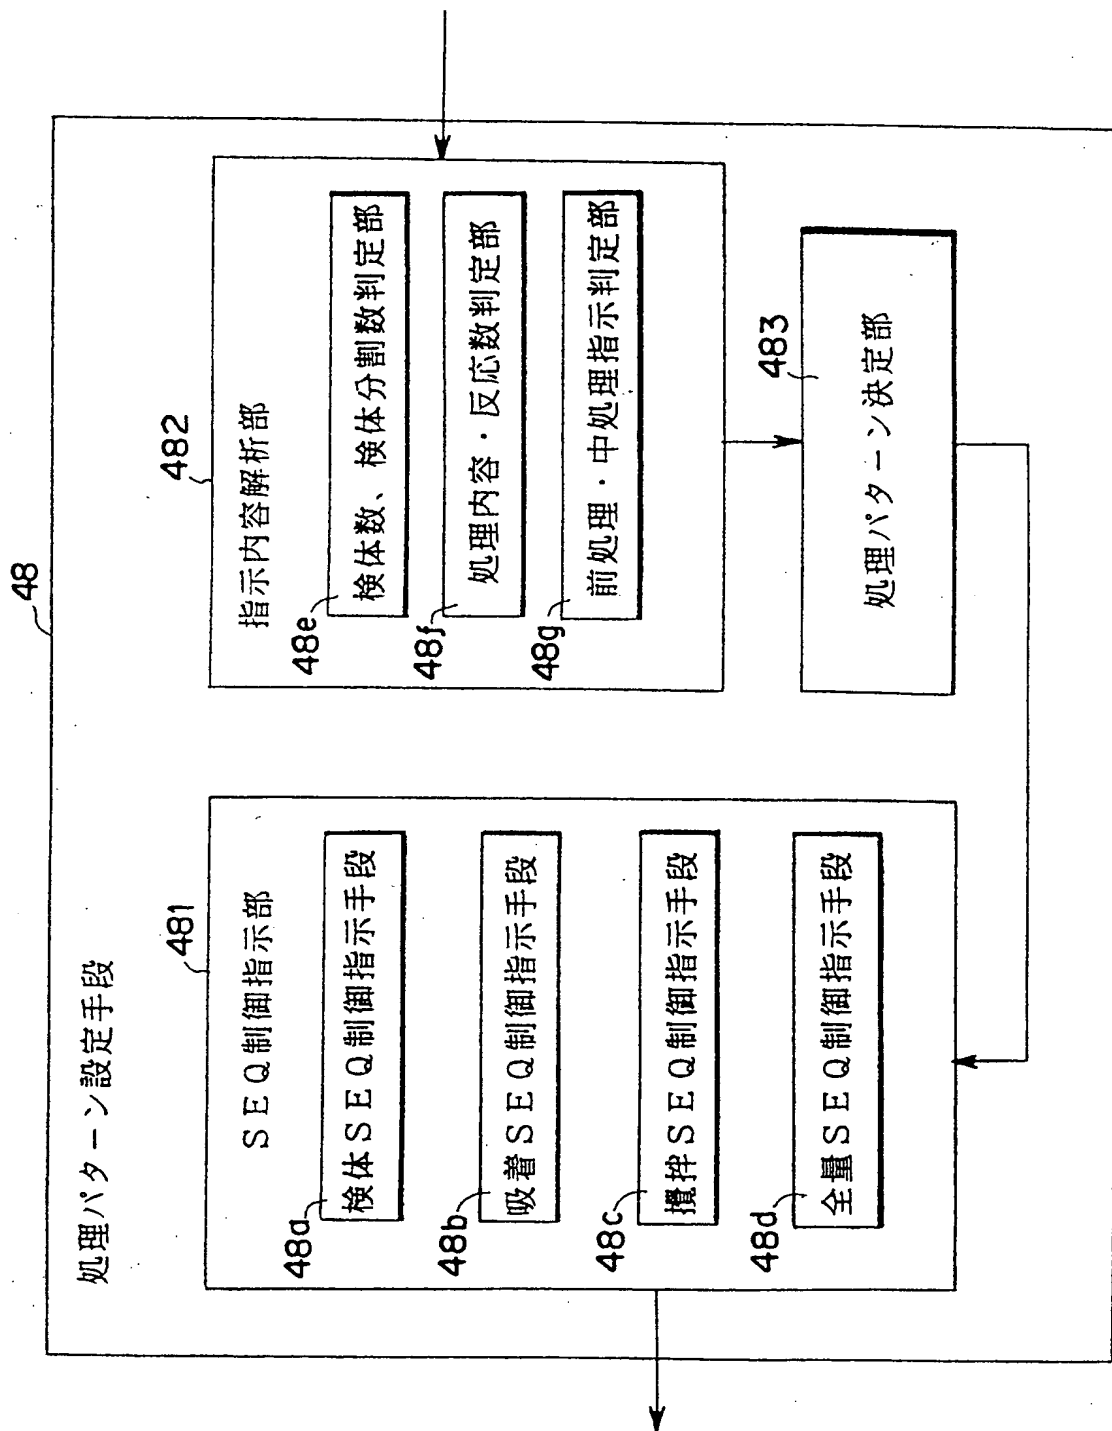 48
処理パターン設定手段
481
SEQ制御指示部
48a
検体SEQ制御指示手段
48b
吸着SEQ制御指示手段
48c
攪拌SEQ制御指示手段
48d
全量SEQ制御指示手段
482
指示内容解析部
48e
検体数、検体分割数判定部
48f
処理内容・反応数判定部
48g
前処理・中処理指示判定部
483
処理パターン決定部